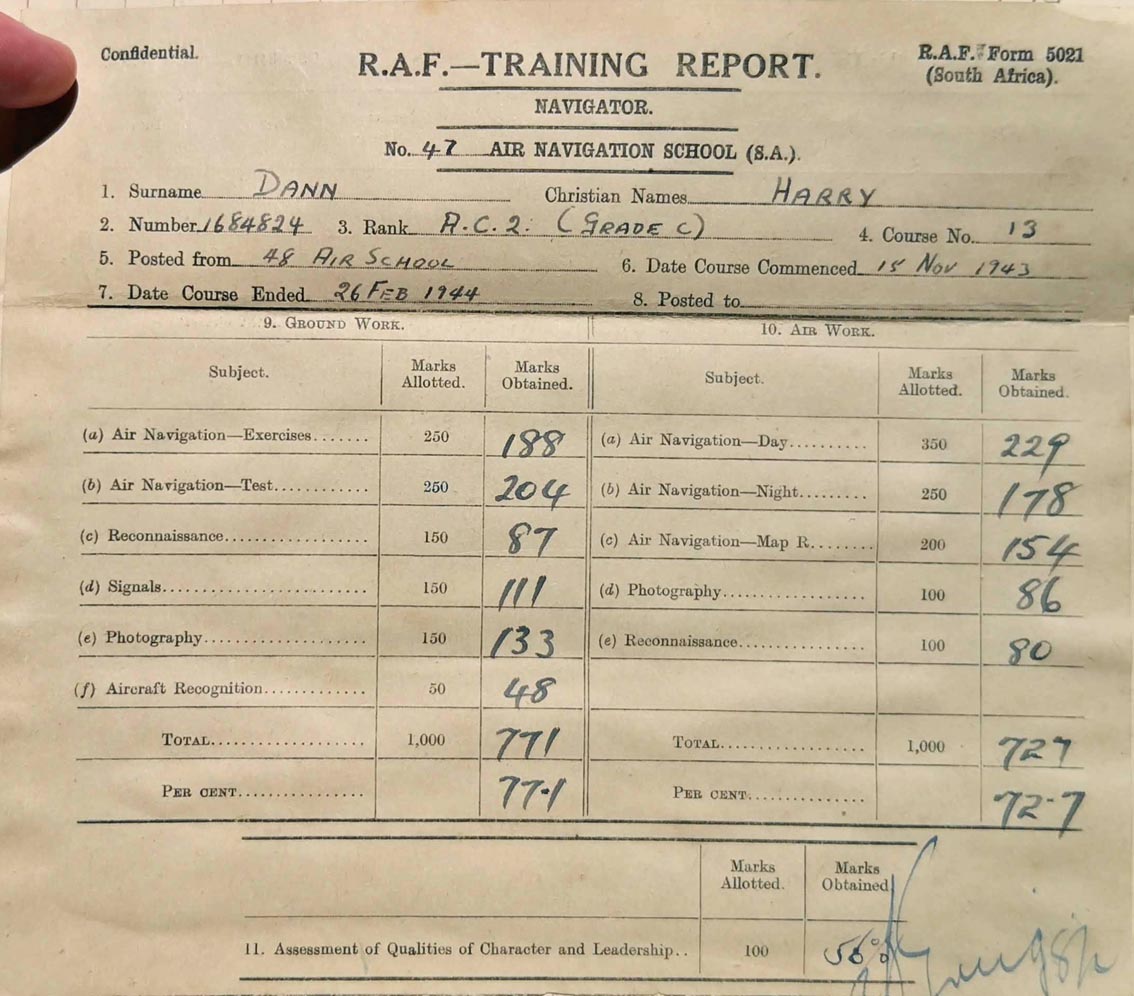 Confidential.
R.A.F. Form 5021
(South Africa).
R.A.F.—TRAINING REPORT.
NAVIGATOR.
No. 47 AIR NAVIGATION SCHOOL (S.A.).
1. Surname DANN Christian Names HARRY
2. Number 1684824 3. Rank A.C.2. (GRADE C) 4. Course No. 13
5. Posted from 48 AIR SCHOOL 6. Date Course Commenced 15 NOV 1943
7. Date Course Ended 26 FEB 1944 8. Posted to
9. GROUND WORK. 10. AIR WORK.
Subject. Marks Allotted. Marks Obtained. Subject. Marks Allotted. Marks Obtained.
(a) Air Navigation—Exercises....... 250 188 (a) Air Navigation—Day.......... 350 229
(b) Air Navigation—Test............ 250 204 (b) Air Navigation—Night......... 250 178
(c) Reconnaissance.................. 150 87 (c) Air Navigation—Map R........ 200 154
(d) Signals.......................... 150 111 (d) Photography.................. 100 86
(e) Photography..................... 150 133 (e) Reconnaissance................ 100 80
(f) Aircraft Recognition............. 50 48
TOTAL................... 1,000 771 TOTAL.................. 1,000 727
PER CENT................ 77.1 PER CENT............... 72.7
Marks Allotted. Marks Obtained
11. Assessment of Qualities of Character and Leadership.. 100 56%